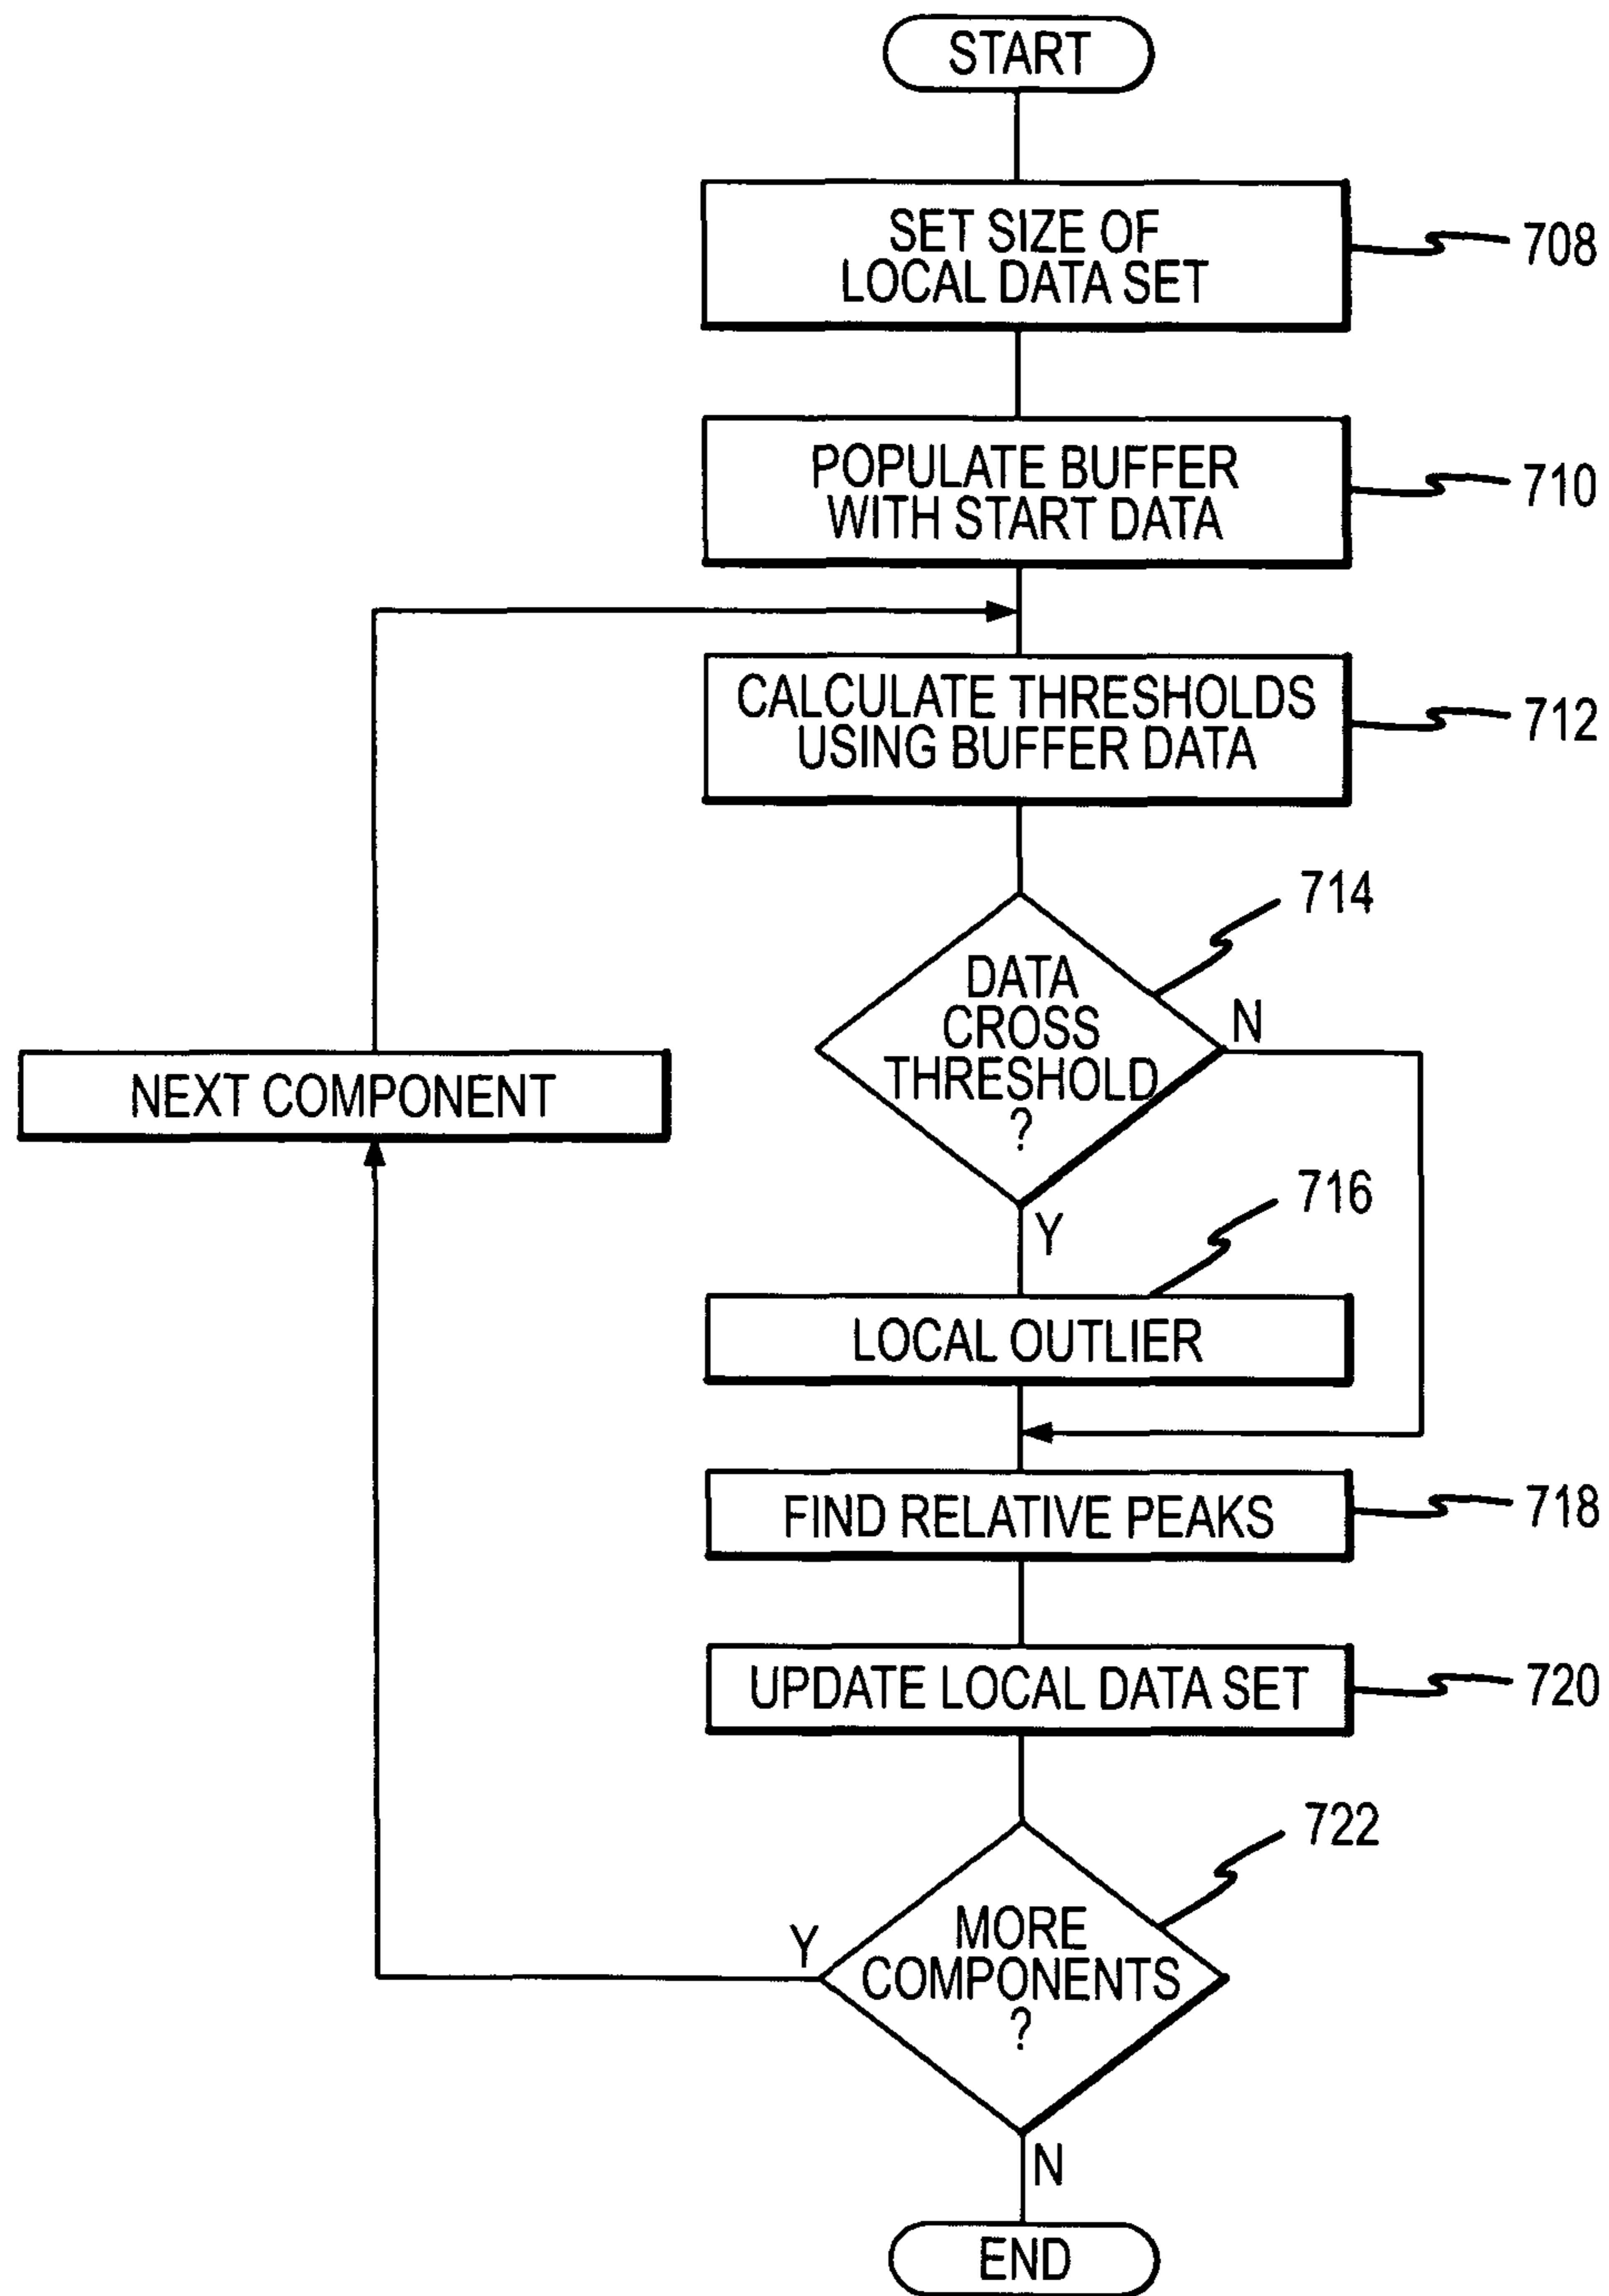 START
SET SIZE OF
LOCAL DATA SET
708
POPULATE BUFFER
WITH START DATA
710
CALCULATE THRESHOLDS
USING BUFFER DATA
712
714
DATA
CROSS
THRESHOLD
?
N
Y
NEXT COMPONENT
716
LOCAL OUTLIER
FIND RELATIVE PEAKS
718
UPDATE LOCAL DATA SET
720
722
MORE
COMPONENTS
?
Y
N
END